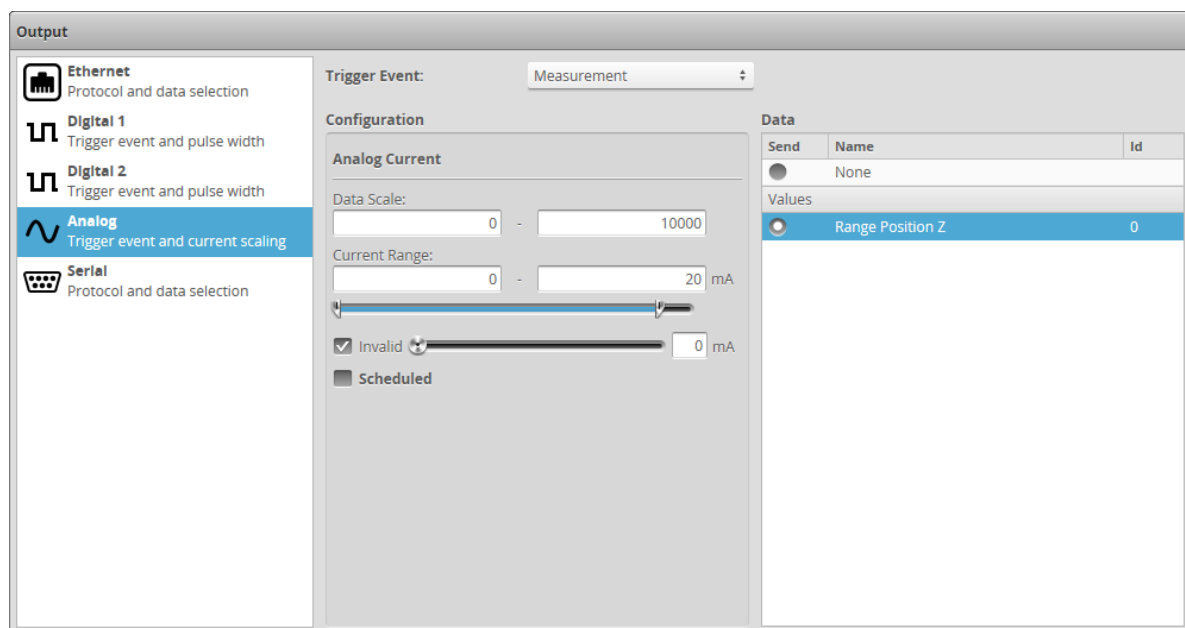 Output
Ethernet
Protocol and data selection
Digital 1
Trigger event and pulse width
Digital 2
Trigger event and pulse width
Analog
Trigger event and current scaling
Serial
Protocol and data selection
Trigger Event: Measurement
Configuration
Analog Current
Data Scale:
0 - 10000
Current Range:
0 - 20 mA
Invalid 0 mA
Scheduled
Data
Send Name Id
None
Values
Range Position Z 0